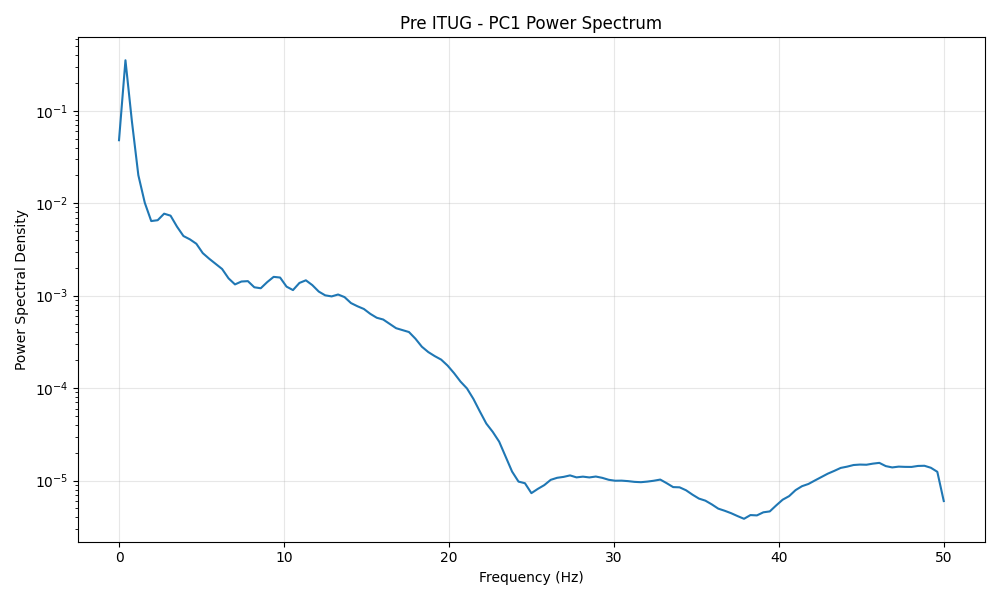 Pre ITUG - PC1 Power Spectrum
Power Spectral Density
10⁻¹
10⁻²
10⁻³
10⁻⁴
10⁻⁵
0 10 20 30 40 50
Frequency (Hz)